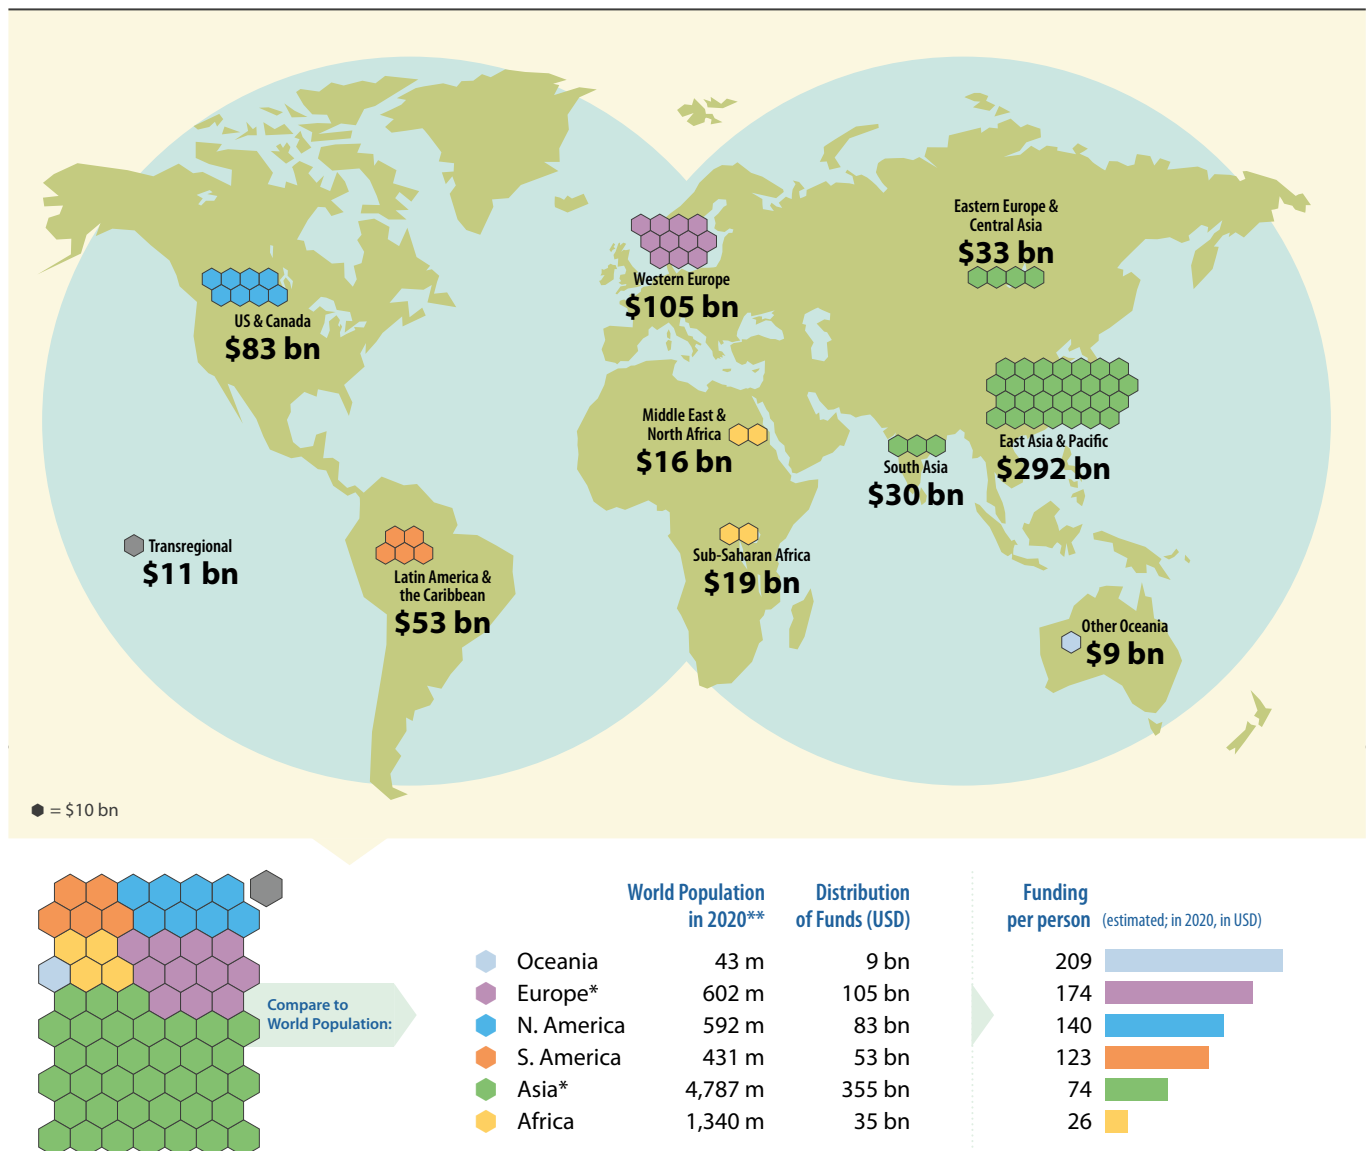 Eastern Europe &
Central Asia
$33 bn
Western Europe
$105 bn
US & Canada
$83 bn
Middle East &
North Africa
$16 bn
East Asia & Pacific
$292 bn
South Asia
$30 bn
Transregional
$11 bn
Sub-Saharan Africa
$19 bn
Latin America &
the Caribbean
$53 bn
Other Oceania
$9 bn
= $10 bn
Compare to
World Population:
World Population
in 2020**
Distribution
of Funds (USD)
Funding
per person (estimated; in 2020, in USD)
Oceania 43 m 9 bn 209
Europe* 602 m 105 bn 174
N. America 592 m 83 bn 140
S. America 431 m 53 bn 123
Asia* 4,787 m 355 bn 74
Africa 1,340 m 35 bn 26